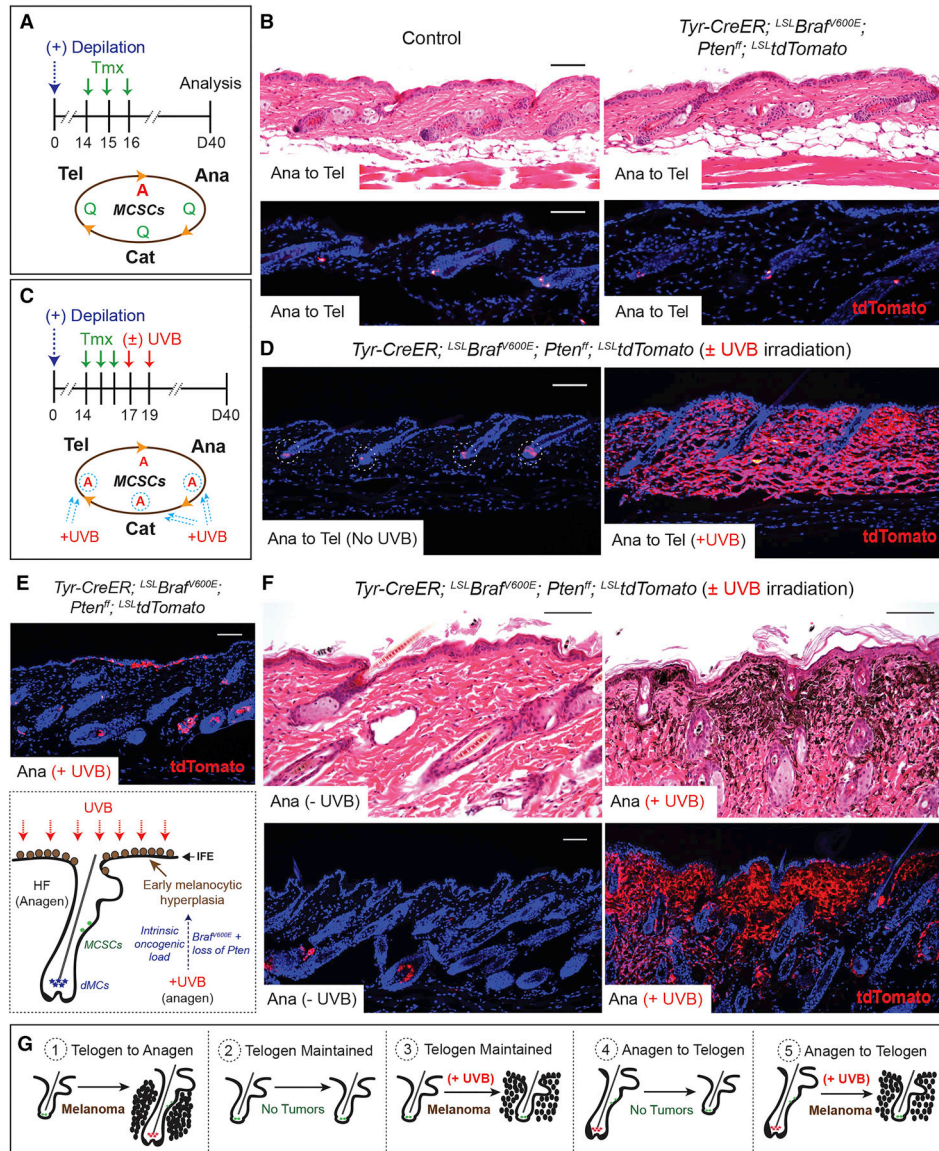 A
(+) Depilation
Tmx
Analysis
0 14 15 16 D40
Tel Ana
A
Q MCSCs Q
Q
Cat
B
Control
Tyr-CreER; LSLBrafV600E;
Ptenff; LSLtdTomato
Ana to Tel
Ana to Tel
Ana to Tel
Ana to Tel
tdTomato
C
(+) Depilation
Tmx (±) UVB
0 14 17 19 D40
Tel Ana
A
A MCSCs A
A
Cat
+UVB +UVB
D
Tyr-CreER; LSLBrafV600E; Ptenff; LSLtdTomato (± UVB irradiation)
Ana to Tel (No UVB)
Ana to Tel (+UVB)
tdTomato
E
Tyr-CreER; LSLBrafV600E;
Ptenff; LSLtdTomato
Ana (+ UVB)
tdTomato
UVB
IFE
HF
(Anagen)
Early melanocytic
hyperplasia
MCSCs
Intrinsic
oncogenic
load
BrafV600E +
loss of Pten
dMCs
+UVB
(anagen)
F
Tyr-CreER; LSLBrafV600E; Ptenff; LSLtdTomato (± UVB irradiation)
Ana (- UVB)
Ana (+ UVB)
Ana (- UVB)
Ana (+ UVB)
tdTomato
G
1 Telogen to Anagen
Melanoma
2 Telogen Maintained
No Tumors
3 Telogen Maintained
(+ UVB)
Melanoma
4 Anagen to Telogen
No Tumors
5 Anagen to Telogen
(+ UVB)
Melanoma